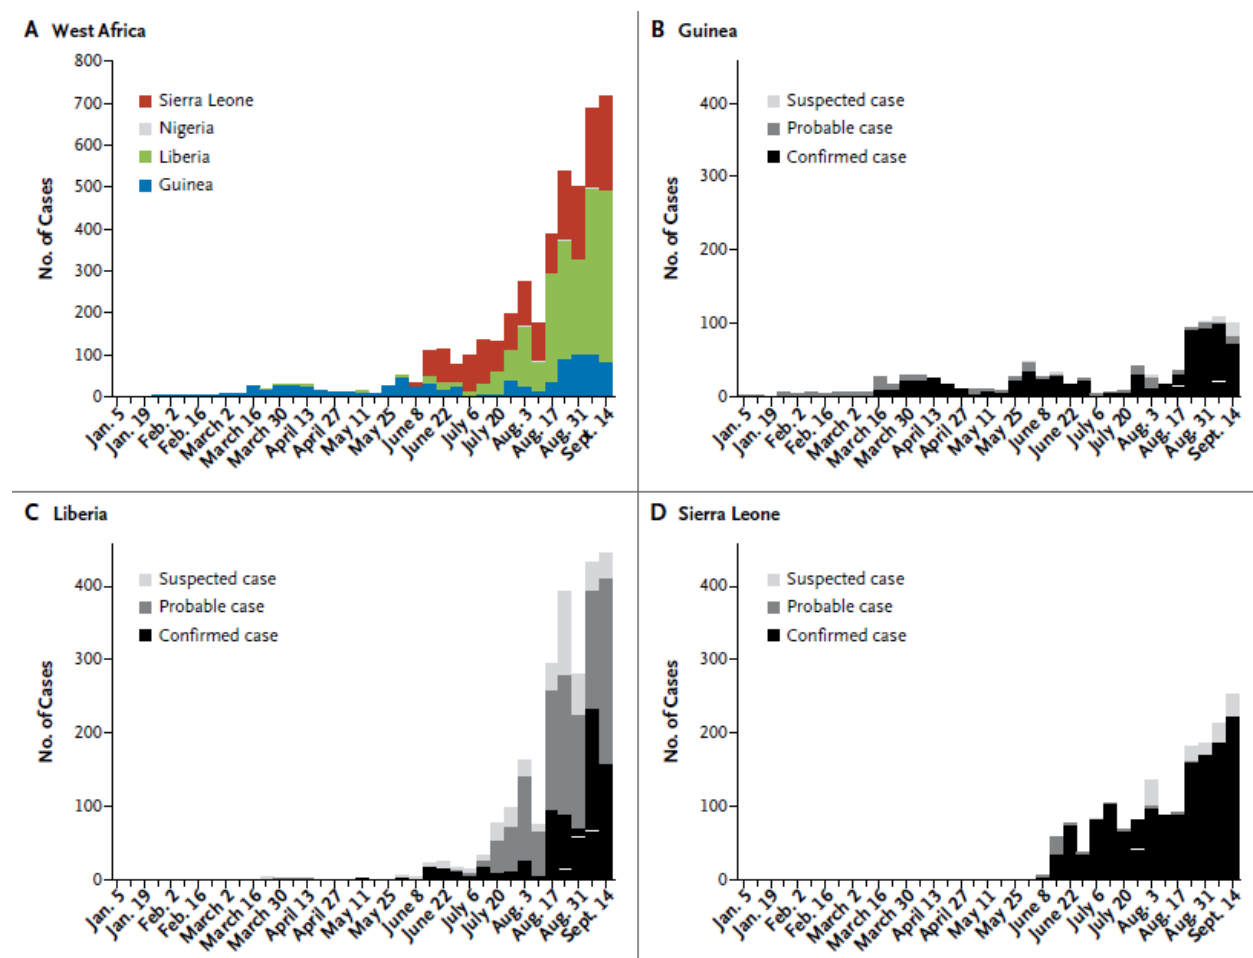 A West Africa
800
700
600
500
400
300
200
100
0
No. of Cases
Sierra Leone
Nigeria
Liberia
Guinea
Jan. 5
Jan. 19
Feb. 2
Feb. 16
March 2
March 16
March 30
April 13
April 27
May 11
May 25
June 8
June 22
July 6
July 20
Aug. 3
Aug. 17
Aug. 31
Sept. 14
B Guinea
400
300
200
100
0
No. of Cases
Suspected case
Probable case
Confirmed case
Jan. 5
Jan. 19
Feb. 2
Feb. 16
March 2
March 16
March 30
April 13
April 27
May 11
May 25
June 8
June 22
July 6
July 20
Aug. 3
Aug. 17
Aug. 31
Sept. 14
C Liberia
400
300
200
100
0
No. of Cases
Suspected case
Probable case
Confirmed case
Jan. 5
Jan. 19
Feb. 2
Feb. 16
March 2
March 16
March 30
April 13
April 27
May 11
May 25
June 8
June 22
July 6
July 20
Aug. 3
Aug. 17
Aug. 31
Sept. 14
D Sierra Leone
400
300
200
100
0
No. of Cases
Suspected case
Probable case
Confirmed case
Jan. 5
Jan. 19
Feb. 2
Feb. 16
March 2
March 16
March 30
April 13
April 27
May 11
May 25
June 8
June 22
July 6
July 20
Aug. 3
Aug. 17
Aug. 31
Sept. 14